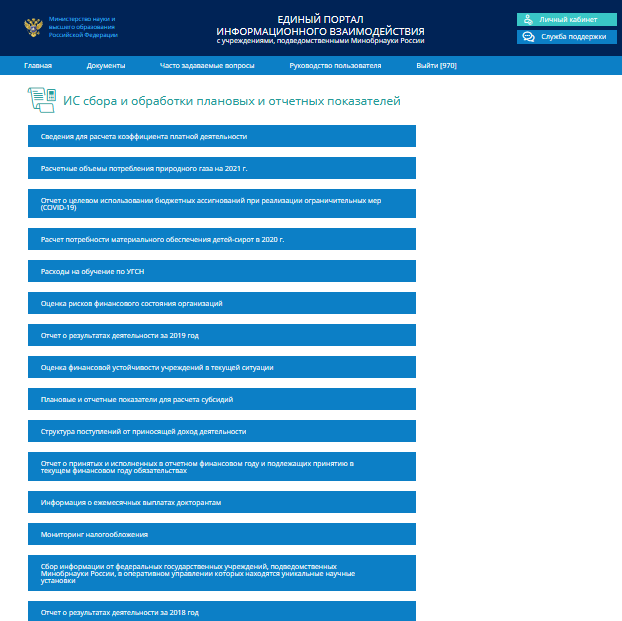 Министерство науки и
высшего образования
Российской Федерации
ЕДИНЫЙ ПОРТАЛ
ИНФОРМАЦИОННОГО ВЗАИМОДЕЙСТВИЯ
с учреждениями, подведомственными Минобрнауки России
Личный кабинет
Служба поддержки
Главная
Документы
Часто задаваемые вопросы
Руководство пользователя
Выйти [970]
ИС сбора и обработки плановых и отчетных показателей
Сведения для расчета коэффициента платной деятельности
Расчетные объемы потребления природного газа на 2021 г.
Отчет о целевом использовании бюджетных ассигнований при реализации ограничительных мер
(COVID-19)
Расчет потребности материального обеспечения детей-сирот в 2020 г.
Расходы на обучение по УГСН
Оценка рисков финансового состояния организаций
Отчет о результатах деятельности за 2019 год
Оценка финансовой устойчивости учреждений в текущей ситуации
Плановые и отчетные показатели для расчета субсидий
Структура поступлений от приносящей доход деятельности
Отчет о принятых и исполненных в отчетном финансовом году и подлежащих принятию в
текущем финансовом году обязательствах
Информация о ежемесячных выплатах докторантам
Мониторинг налогообложения
Сбор информации от федеральных государственных учреждений, подведомственных
Минобрнауки России, в оперативном управлении которых находятся уникальные научные
установки
Отчет о результатах деятельности за 2018 год